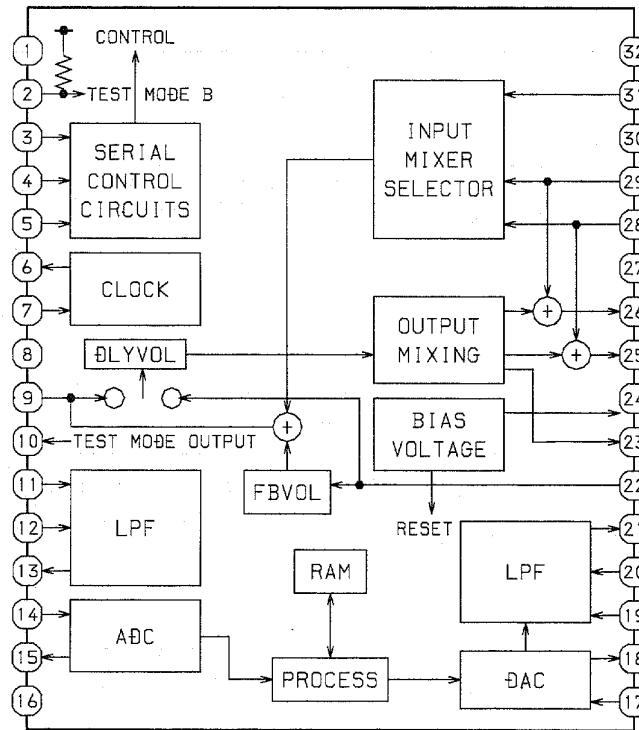 CONTROL
1
32
2
TEST MODE B
31
3
INPUT
MIXER
SELECTOR
30
SERIAL
CONTROL
CIRCUITS
4
29
5
28
6
CLOCK
27
7
OUTPUT
MIXING
26
+
8
DLYVOL
+
25
9
24
BIAS
VOLTAGE
+
10
TEST MODE OUTPUT
23
11
FBVOL
22
12
LPF
RESET
21
13
RAM
LPF
20
14
ADC
19
15
18
PROCESS
DAC
16
17